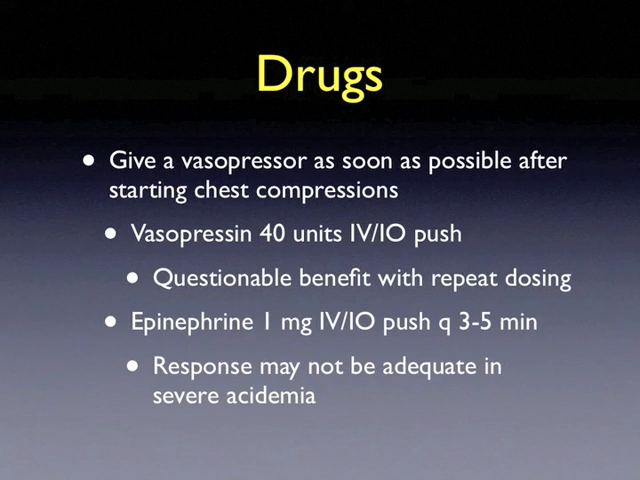 Drugs
• Give a vasopressor as soon as possible after
starting chest compressions
• Vasopressin 40 units IV/IO push
• Questionable benefit with repeat dosing
• Epinephrine 1 mg IV/IO push q 3-5 min
• Response may not be adequate in
severe acidemia